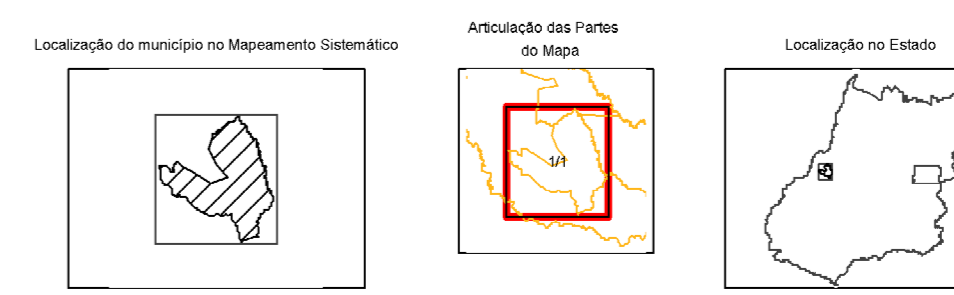 Localização do município no Mapeamento Sistemático
Articulação das Partes
do Mapa
1/1
Localização no Estado